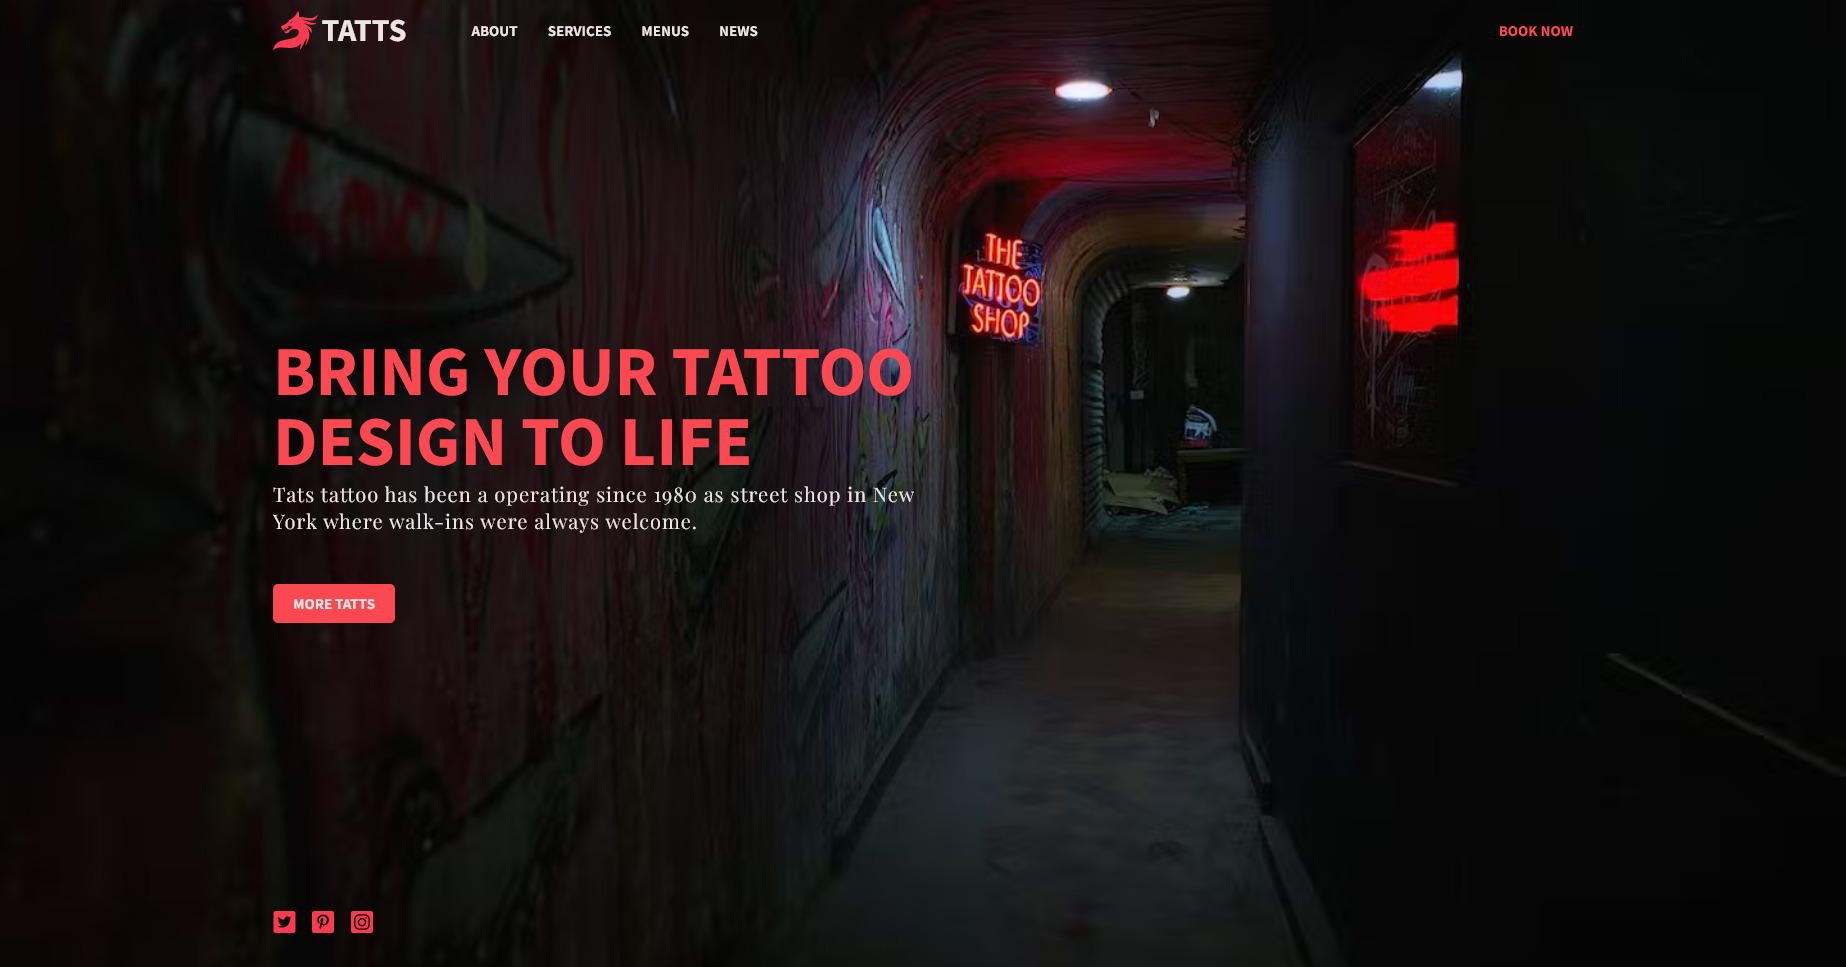 TATTS
ABOUT
SERVICES
MENUS
NEWS
BOOK NOW
THE
TATTOO
SHOP
BRING YOUR TATTOO
DESIGN TO LIFE
Tats tattoo has been a operating since 1980 as street shop in New
York where walk-ins were always welcome.
MORE TATTS